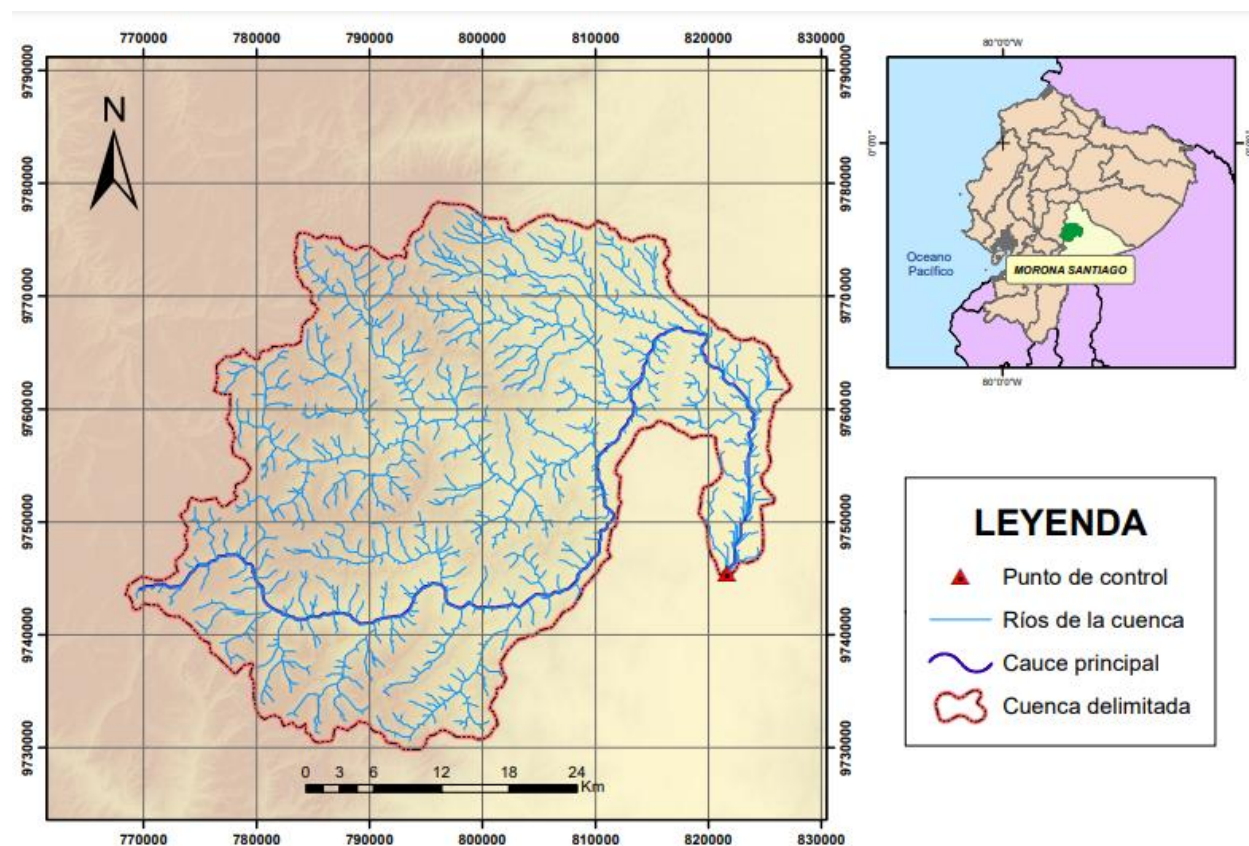 770000 780000 790000 800000 810000 820000 830000
9790000 9790000
N
9780000 9780000
9770000 9770000
9760000 9760000
9750000 9750000
9740000 9740000
9730000 9730000
0 3 6 12 18 24
Km
770000 780000 790000 800000 810000 820000 830000
80°0'0"W
0°0'0" 0°0'0"
Oceano
Pacífico
MORONA SANTIAGO
80°0'0"W
LEYENDA
Punto de control
Ríos de la cuenca
Cauce principal
Cuenca delimitada